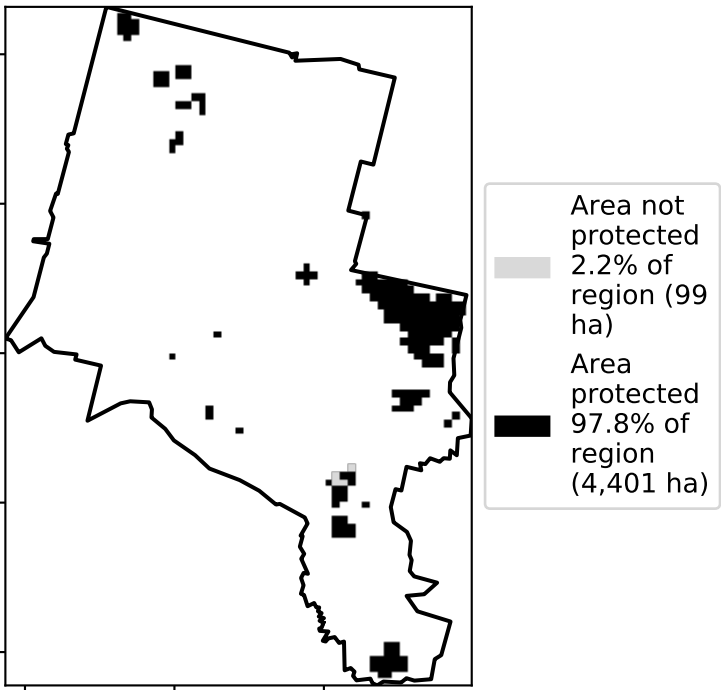 Area not
protected
2.2% of
region (99
ha)
Area
protected
97.8% of
region
(4,401 ha)